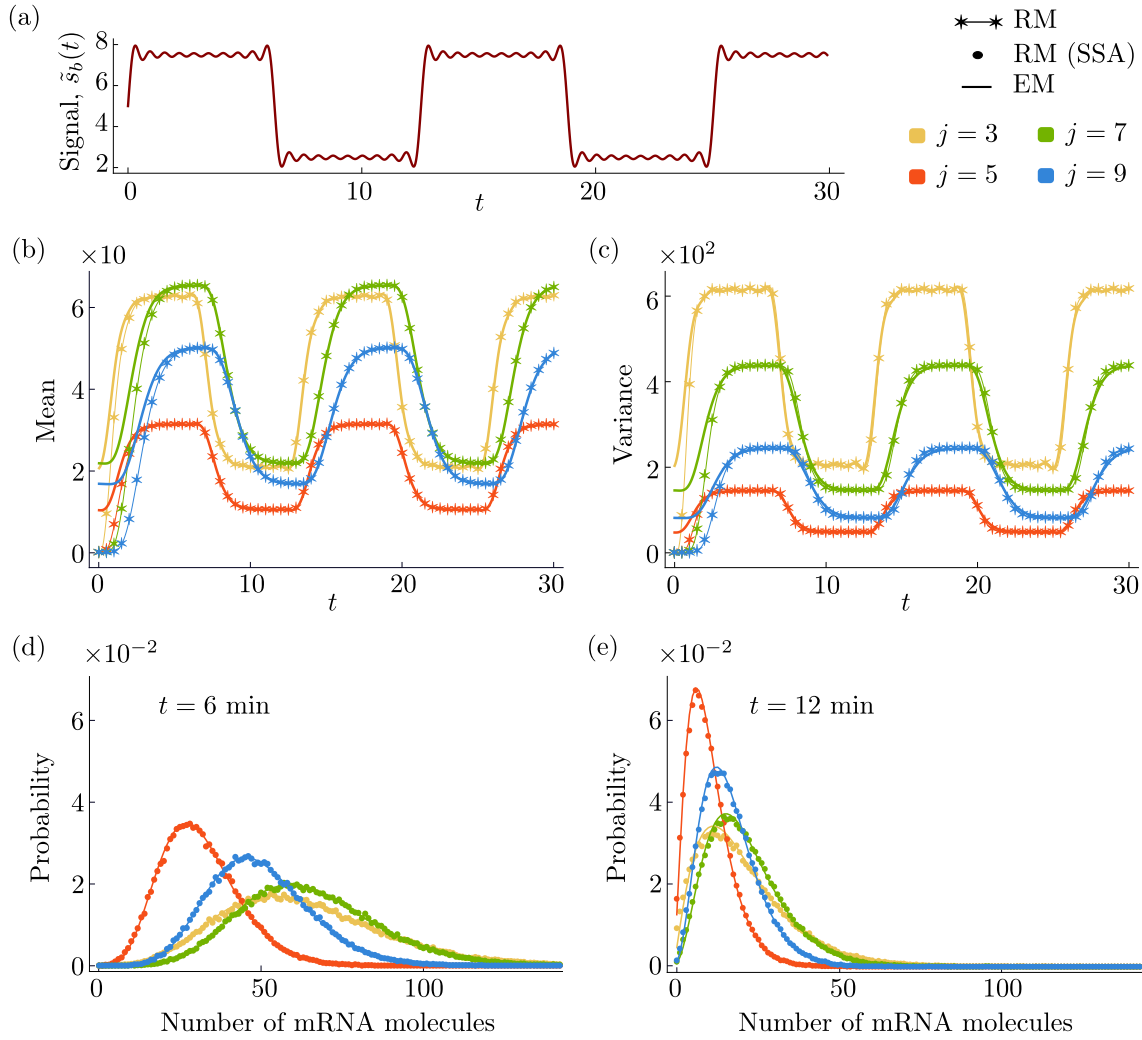 (a)
Signal, s̃_b(t)
8
6
4
2
0
10
20
30
t
RM
RM (SSA)
EM
j = 3
j = 7
j = 5
j = 9
(b)
×10
Mean
6
4
2
0
0
10
20
30
t
(c)
×10²
Variance
6
4
2
0
0
10
20
30
t
(d)
×10⁻²
t = 6 min
Probability
6
4
2
0
0
50
100
Number of mRNA molecules
(e)
×10⁻²
t = 12 min
Probability
6
4
2
0
0
50
100
Number of mRNA molecules